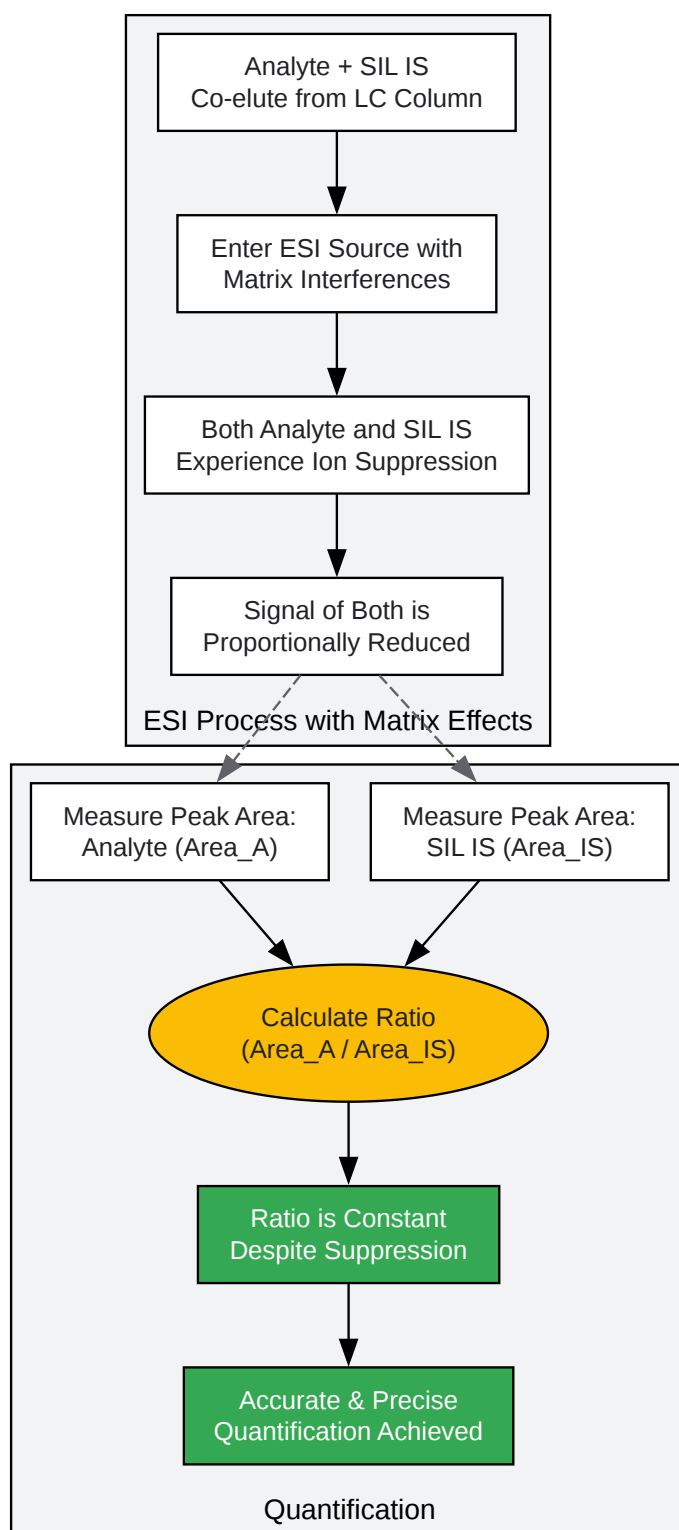 Analyte + SIL IS
Co-elute from LC Column
Enter ESI Source with
Matrix Interferences
Both Analyte and SIL IS
Experience Ion Suppression
Signal of Both is
Proportionally Reduced
ESI Process with Matrix Effects
Measure Peak Area:
Analyte (Area_A)
Measure Peak Area:
SIL IS (Area_IS)
Calculate Ratio
(Area_A / Area_IS)
Ratio is Constant
Despite Suppression
Accurate & Precise
Quantification Achieved
Quantification